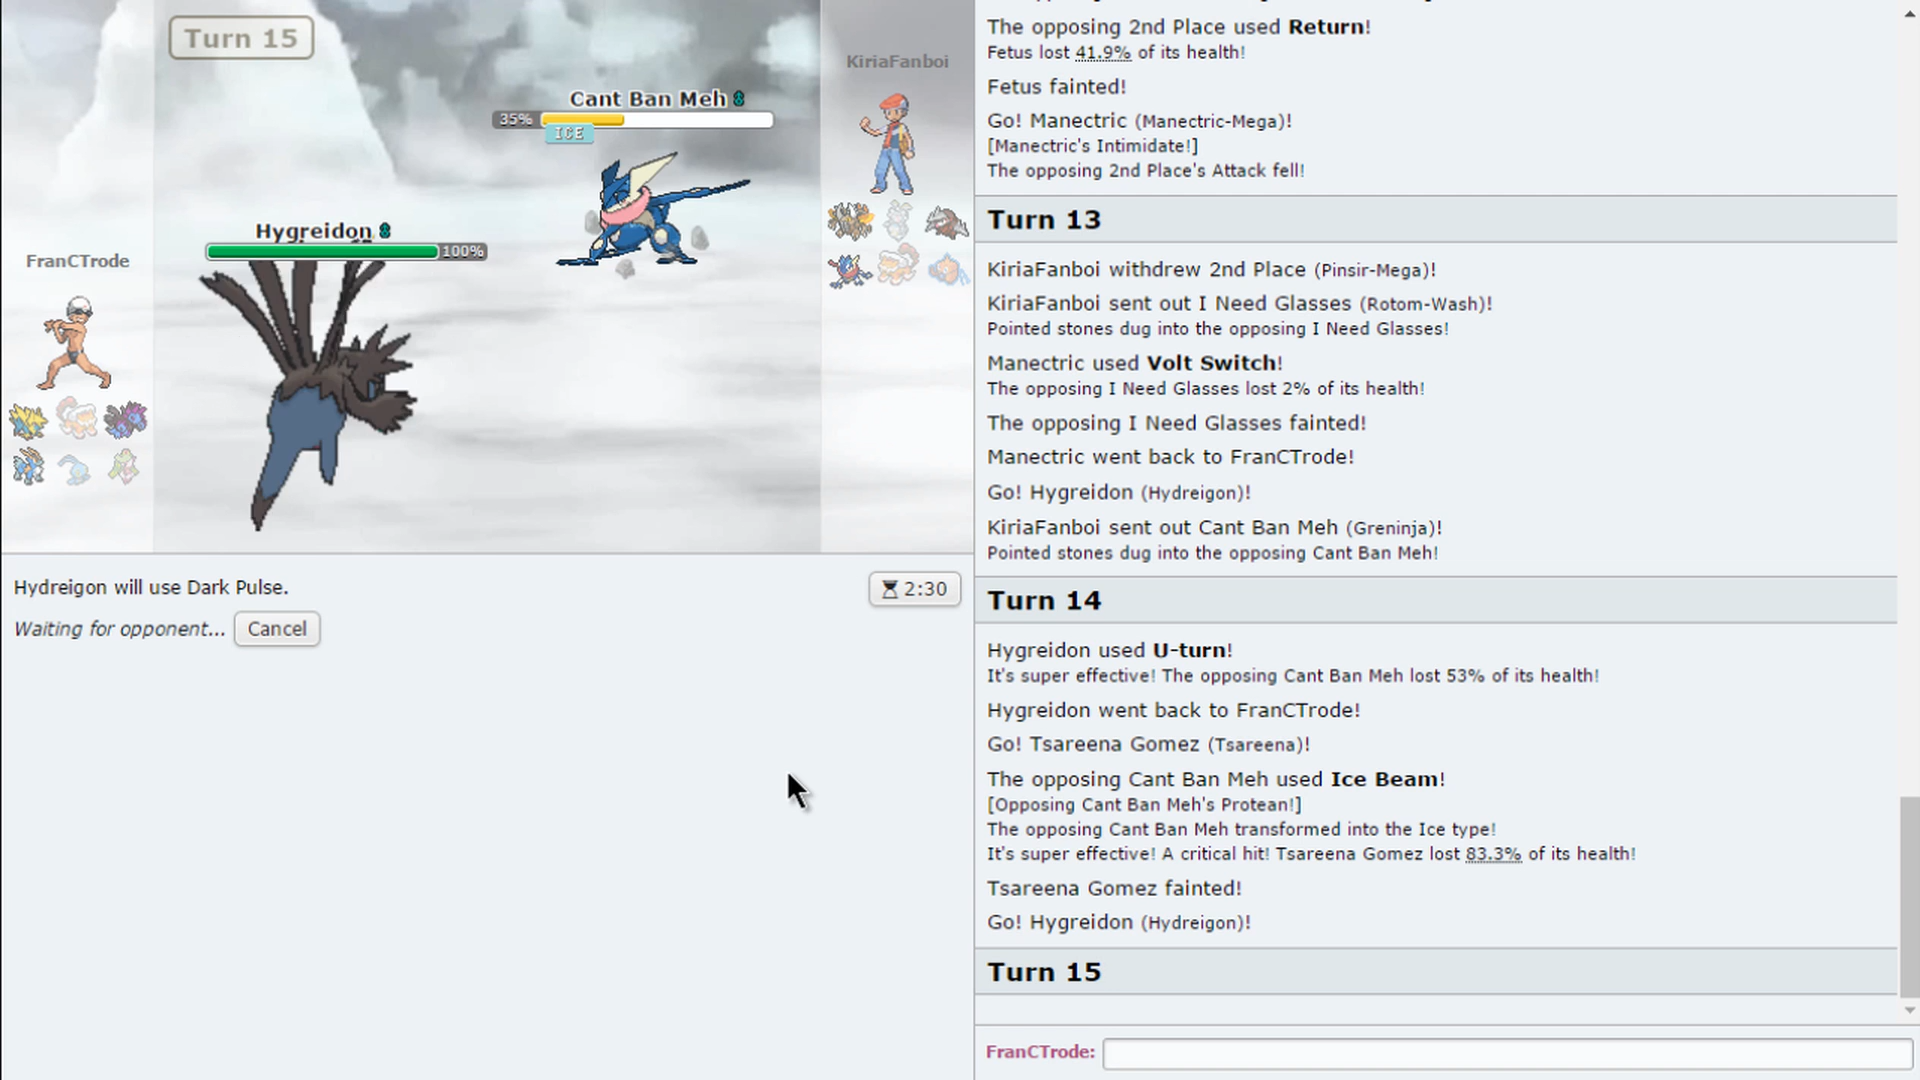 Turn 15
Cant Ban Meh
35%
ICE
Hygreidon
100%
FranCTrode
KiriaFanboi
Hydreigon will use Dark Pulse.
2:30
Waiting for opponent... Cancel
The opposing 2nd Place used Return!
Fetus lost 41.9% of its health!
Fetus fainted!
Go! Manectric (Manectric-Mega)!
[Manectric's Intimidate!]
The opposing 2nd Place's Attack fell!
Turn 13
KiriaFanboi withdrew 2nd Place (Pinsir-Mega)!
KiriaFanboi sent out I Need Glasses (Rotom-Wash)!
Pointed stones dug into the opposing I Need Glasses!
Manectric used Volt Switch!
The opposing I Need Glasses lost 2% of its health!
The opposing I Need Glasses fainted!
Manectric went back to FranCTrode!
Go! Hygreidon (Hydreigon)!
KiriaFanboi sent out Cant Ban Meh (Greninja)!
Pointed stones dug into the opposing Cant Ban Meh!
Turn 14
Hygreidon used U-turn!
It's super effective! The opposing Cant Ban Meh lost 53% of its health!
Hygreidon went back to FranCTrode!
Go! Tsareena Gomez (Tsareena)!
The opposing Cant Ban Meh used Ice Beam!
[Opposing Cant Ban Meh's Protean!]
The opposing Cant Ban Meh transformed into the Ice type!
It's super effective! A critical hit! Tsareena Gomez lost 83.3% of its health!
Tsareena Gomez fainted!
Go! Hygreidon (Hydreigon)!
Turn 15
FranCTrode: